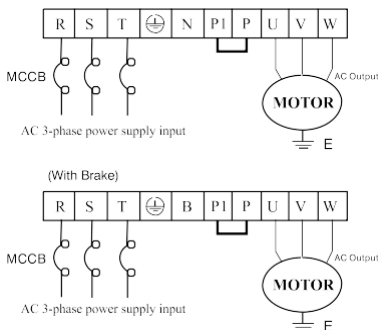 R S T N P1 P U V W
MCCB
AC Output
MOTOR
AC 3-phase power supply input
E
(With Brake)
R S T B P1 P U V W
MCCB
AC Output
MOTOR
AC 3-phase power supply input
E